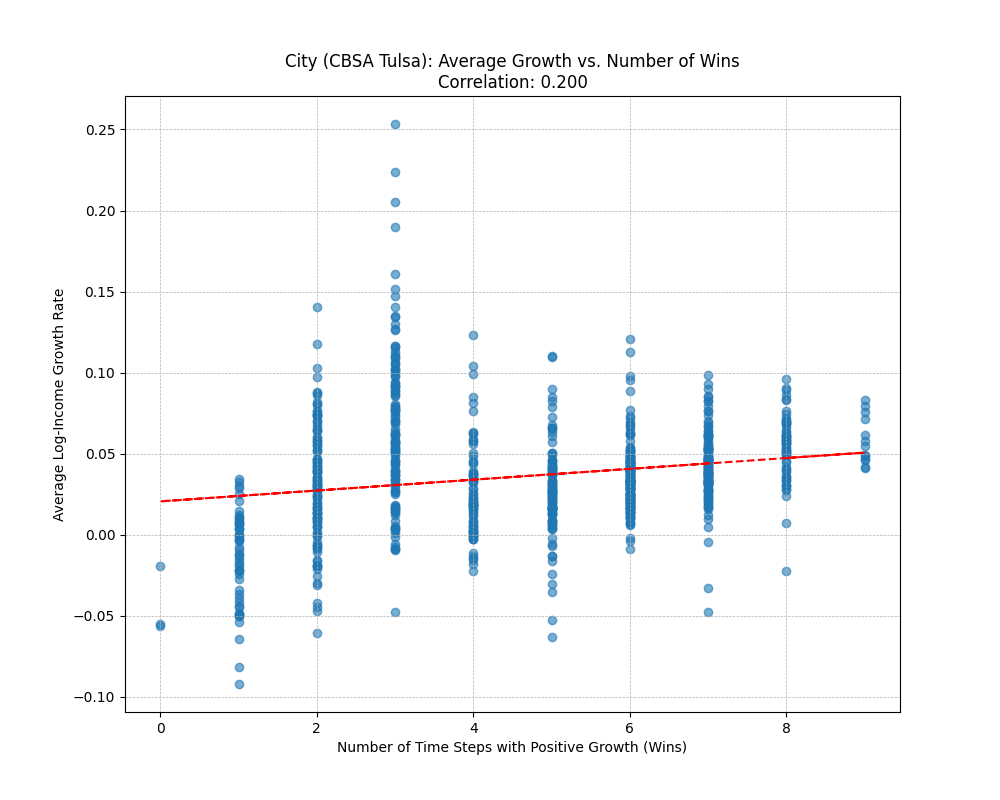 City (CBSA Tulsa): Average Growth vs. Number of Wins
Correlation: 0.200
Average Log-Income Growth Rate
0.25
0.20
0.15
0.10
0.05
0.00
−0.05
−0.10
0 2 4 6 8
Number of Time Steps with Positive Growth (Wins)